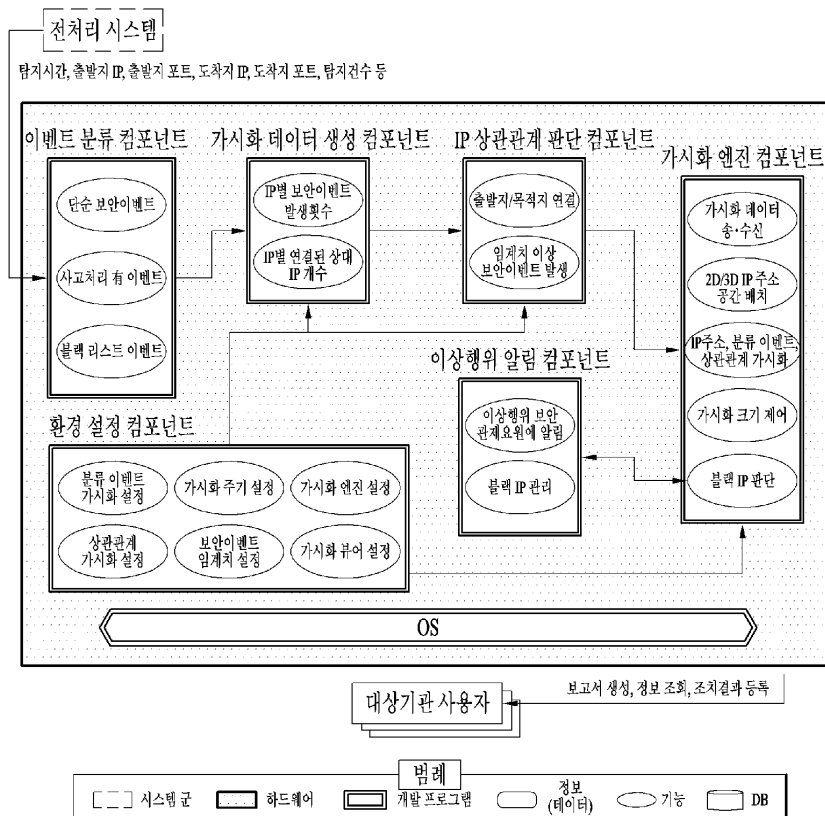 전처리 시스템
탐지시간, 출발지 IP, 출발지 포트, 도착지 IP, 도착지 포트, 탐지건수 등
이벤트 분류 컴포넌트
단순 보안이벤트
사고처리 有 이벤트
블랙 리스트 이벤트
가시화 데이터 생성 컴포넌트
IP별 보안이벤트
발생횟수
IP별 연결된 상대
IP 개수
IP 상관관계 판단 컴포넌트
출발지/목적지 연결
임계치 이상
보안이벤트 발생
가시화 엔진 컴포넌트
가시화 데이터
송·수신
2D/3D IP 주소
공간 배치
IP주소, 분류 이벤트,
상관관계 가시화
가시화 크기 제어
블랙 IP 판단
이상행위 알림 컴포넌트
이상행위 보안
관제요원에 알림
블랙 IP 관리
환경 설정 컴포넌트
분류 이벤트
가시화 설정
가시화 주기 설정
가시화 엔진 설정
상관관계
가시화 설정
보안이벤트
임계치 설정
가시화 뷰어 설정
OS
대상기관 사용자
보고서 생성, 정보 조회, 조치결과 등록
범례
시스템 군
하드웨어
개발 프로그램
정보
(데이터)
기능
DB